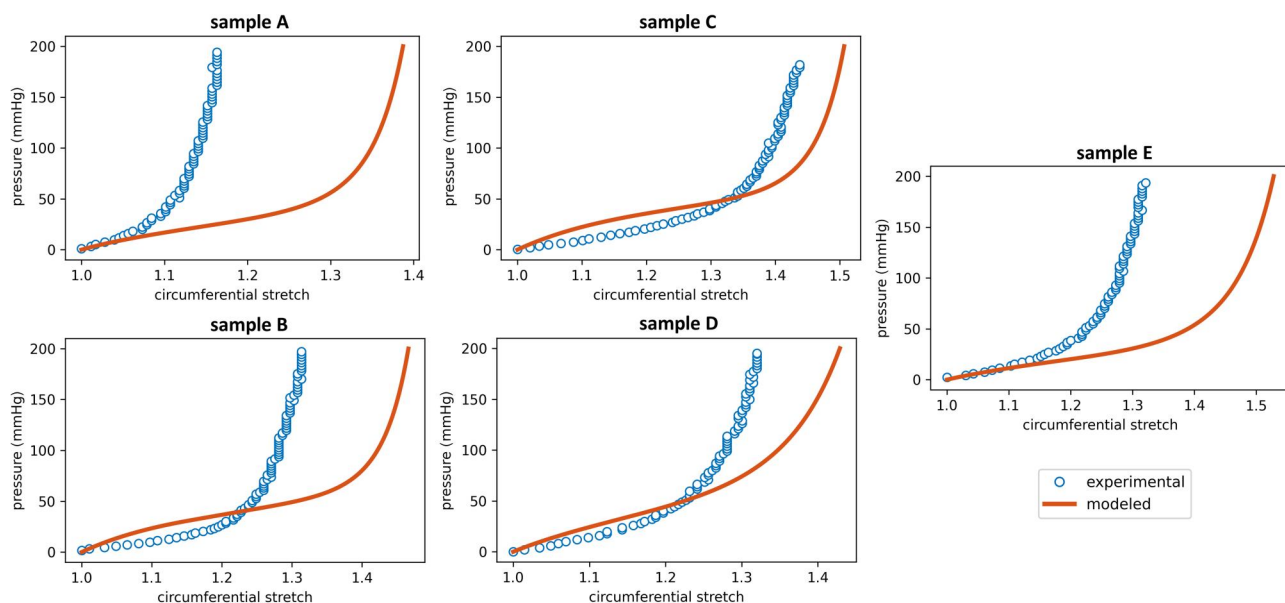 sample A
200
150
100
50
0
pressure (mmHg)
1.0 1.1 1.2 1.3 1.4
circumferential stretch
sample C
200
150
100
50
0
pressure (mmHg)
1.0 1.1 1.2 1.3 1.4 1.5
circumferential stretch
sample B
200
150
100
50
0
pressure (mmHg)
1.0 1.1 1.2 1.3 1.4
circumferential stretch
sample D
200
150
100
50
0
1.0 1.1 1.2 1.3 1.4
circumferential stretch
sample E
200
150
100
50
0
pressure (mmHg)
1.0 1.1 1.2 1.3 1.4 1.5
circumferential stretch
experimental
modeled